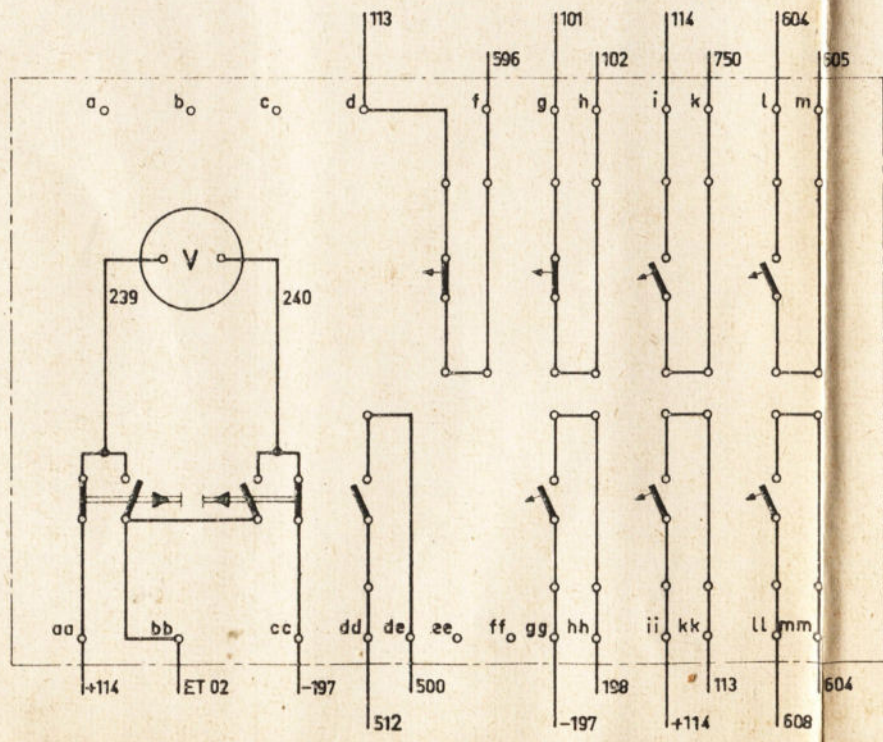 113 101 114 604
596 102 750 605
a b c d f g h i k l m
V
239 240
aa bb cc dd de ee ff gg hh ii kk ll mm
+114 ET 02 -197 500 198 113 604
512 -197 +114 608